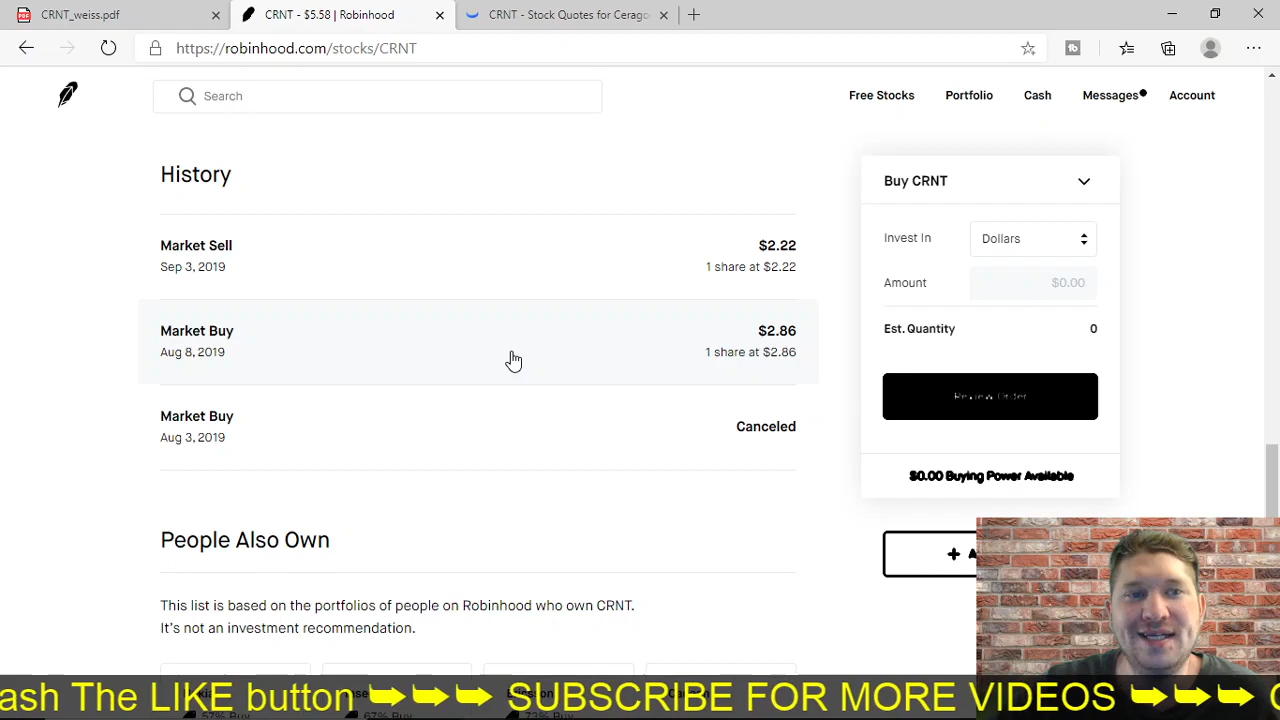 CRNT_weiss.pdf
CRNT - $5.58 | Robinhood
CRNT - Stock Quotes for Cerago
https://robinhood.com/stocks/CRNT
Search
Free Stocks
Portfolio
Cash
Messages
Account
History
Market Sell
$2.22
Sep 3, 2019
1 share at $2.22
Market Buy
$2.86
Aug 8, 2019
1 share at $2.86
Market Buy
Aug 3, 2019
Canceled
People Also Own
This list is based on the portfolios of people on Robinhood who own CRNT.
It's not an investment recommendation.
Buy CRNT
Invest In
Dollars
Amount
$0.00
Est. Quantity
0
Review Order
$0.00 Buying Power Available
ash The LIKE button ➡➡➡ SUBSCRIBE FOR MORE VIDEOS ➡➡➡